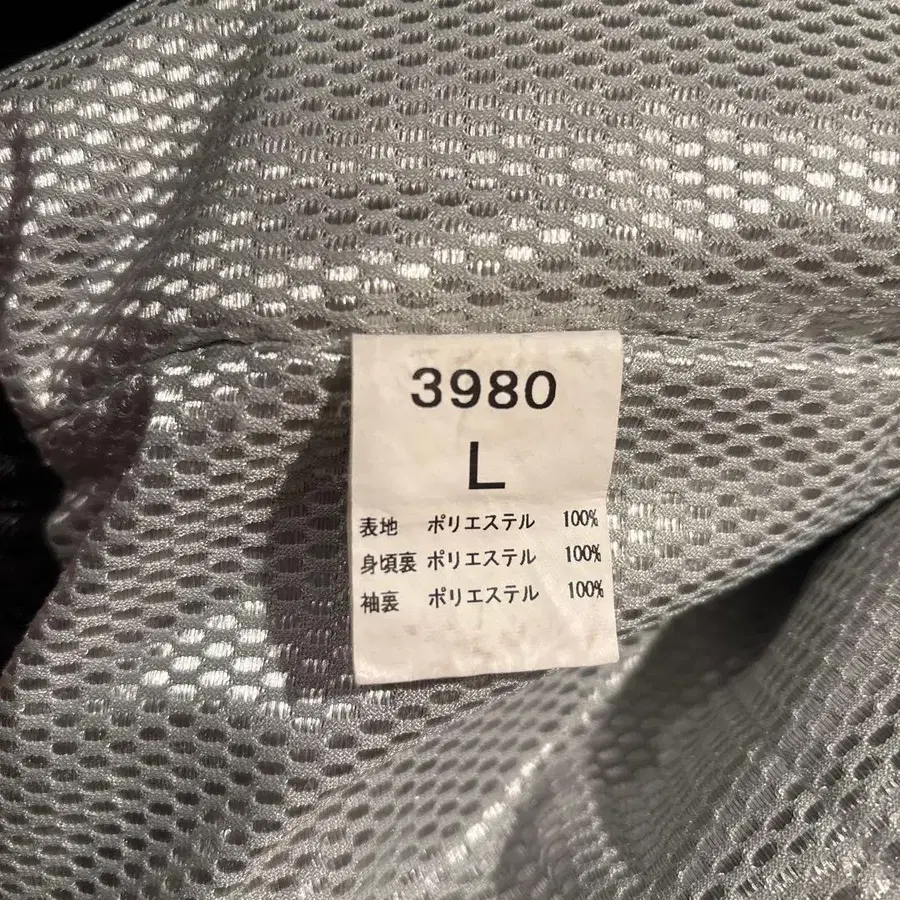 3980
L
表地 ポリエステル 100%
身頃裏 ポリエステル 100%
袖裏 ポリエステル 100%